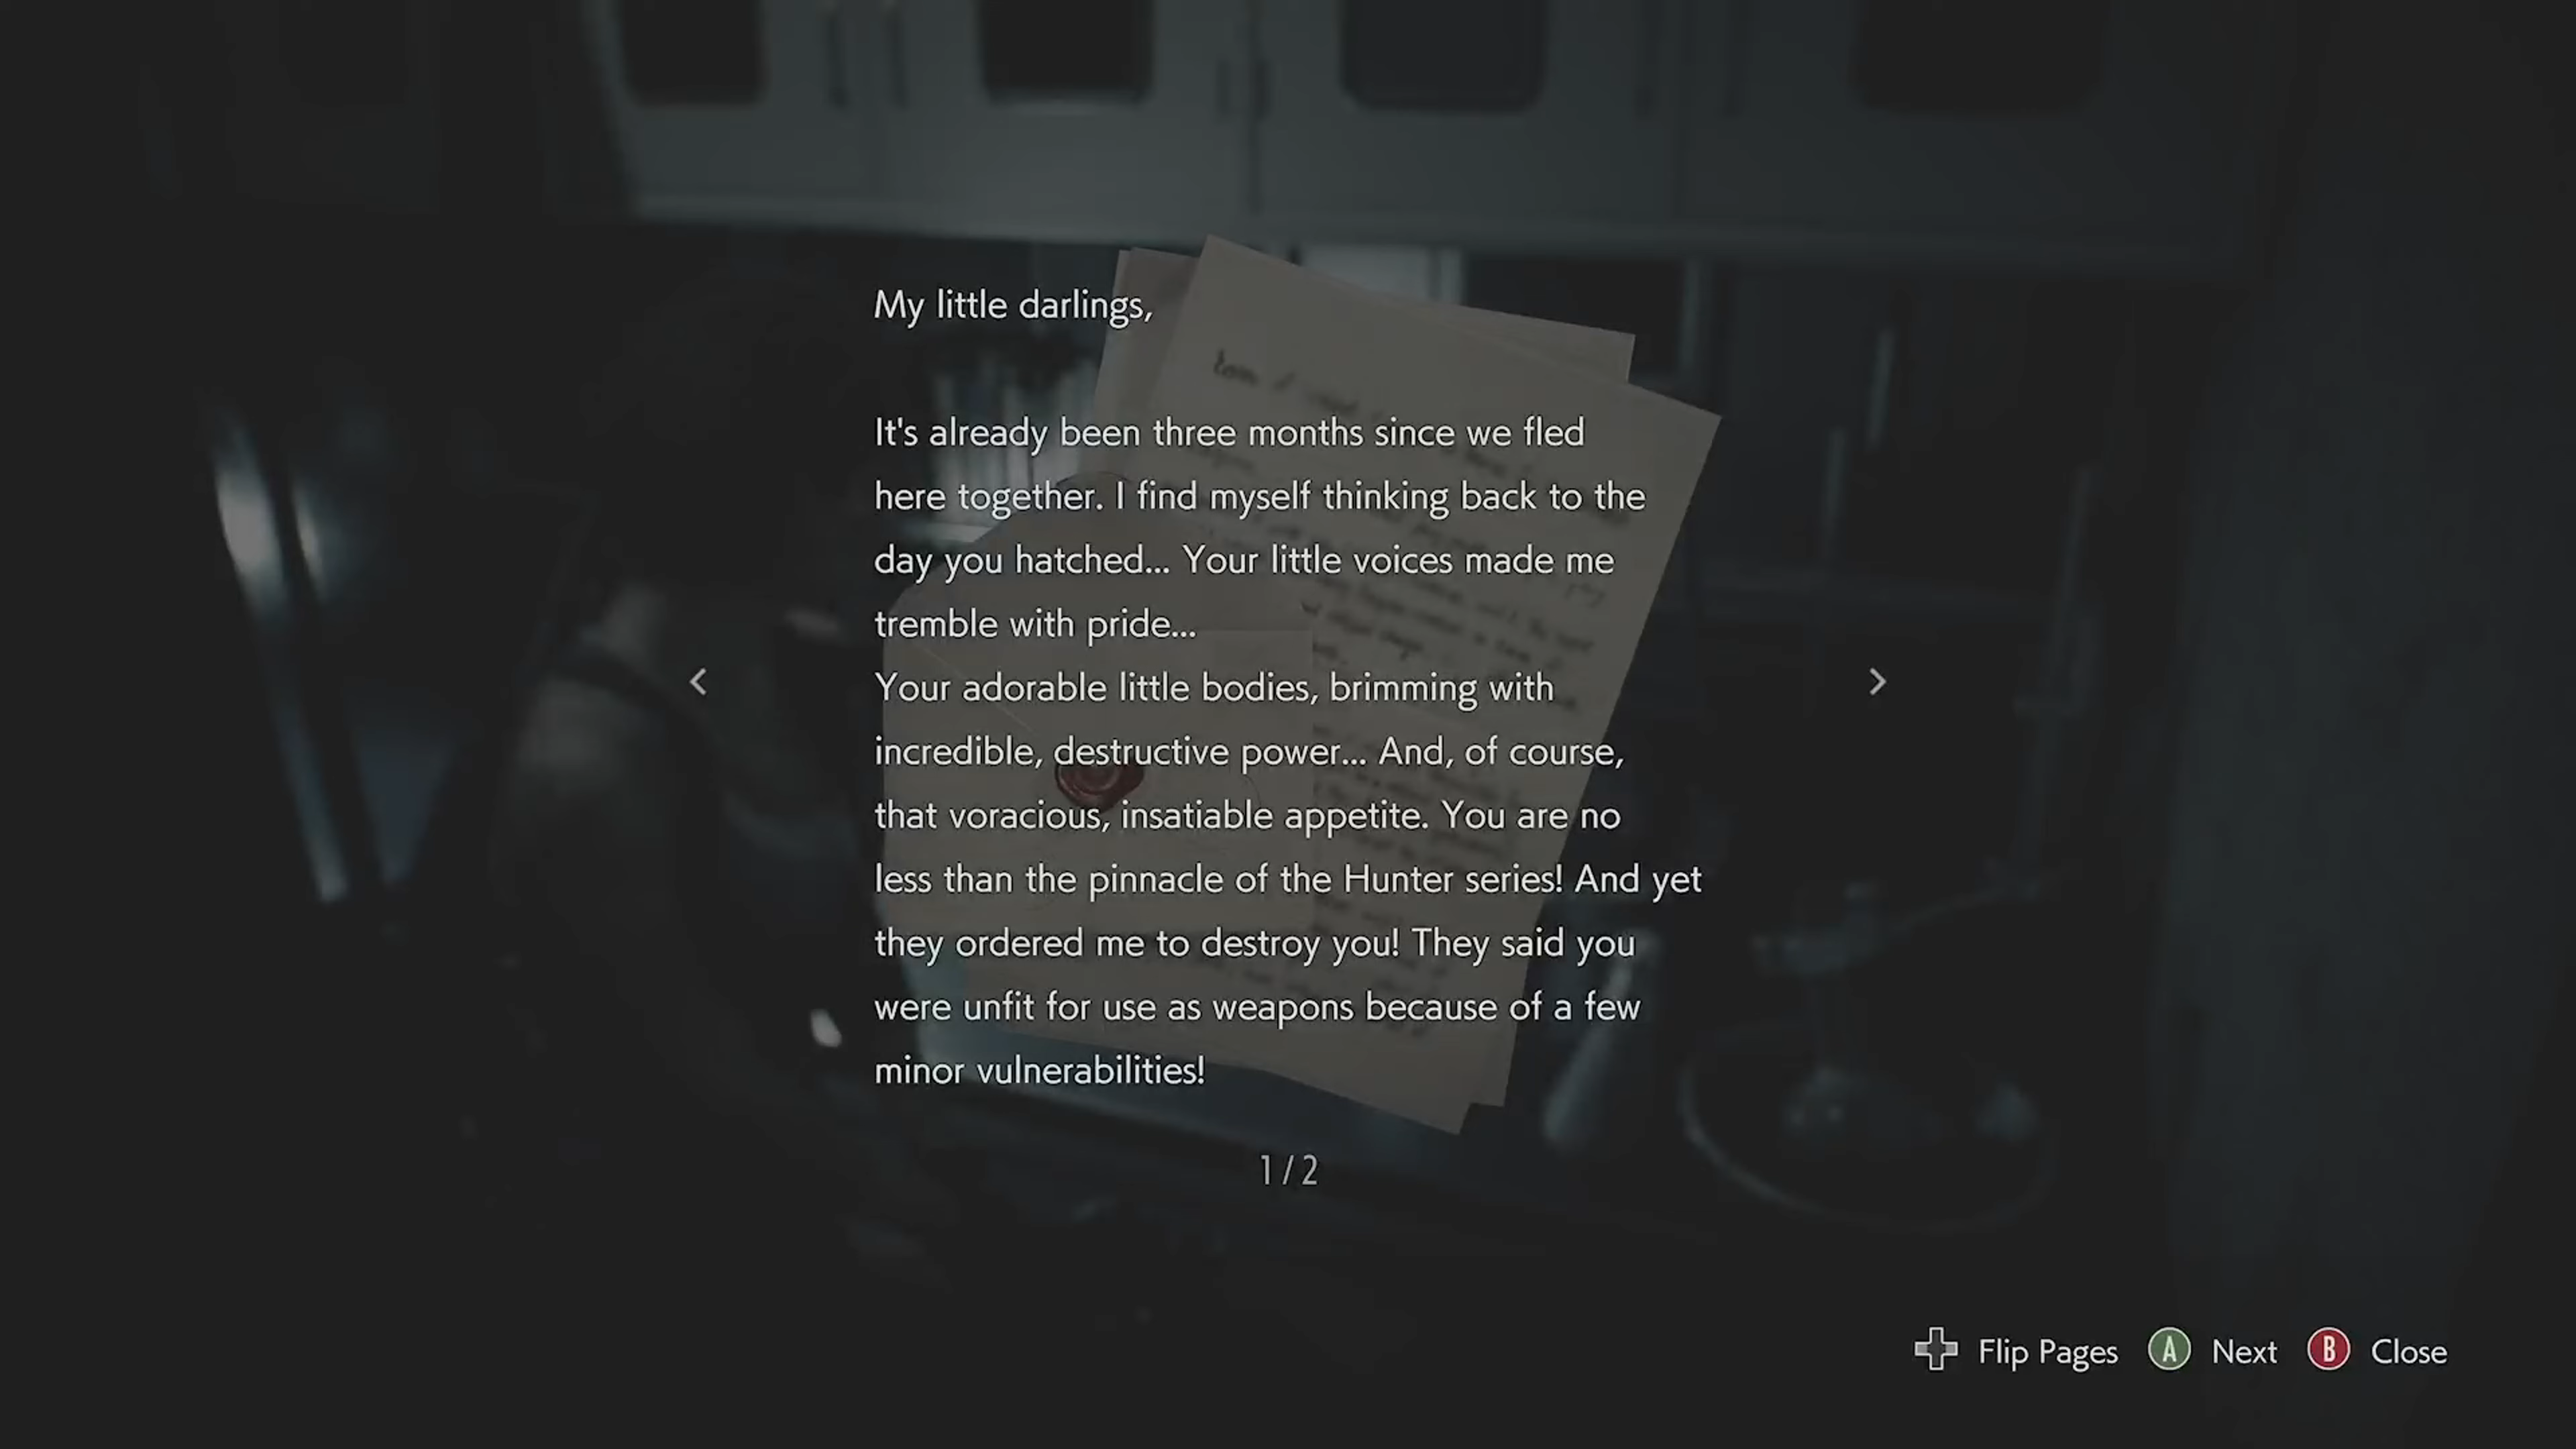 My little darlings,
It's already been three months since we fled
here together. I find myself thinking back to the
day you hatched... Your little voices made me
tremble with pride...
Your adorable little bodies, brimming with
incredible, destructive power... And, of course,
that voracious, insatiable appetite. You are no
less than the pinnacle of the Hunter series! And yet
they ordered me to destroy you! They said you
were unfit for use as weapons because of a few
minor vulnerabilities!
1 / 2
Flip Pages A Next B Close